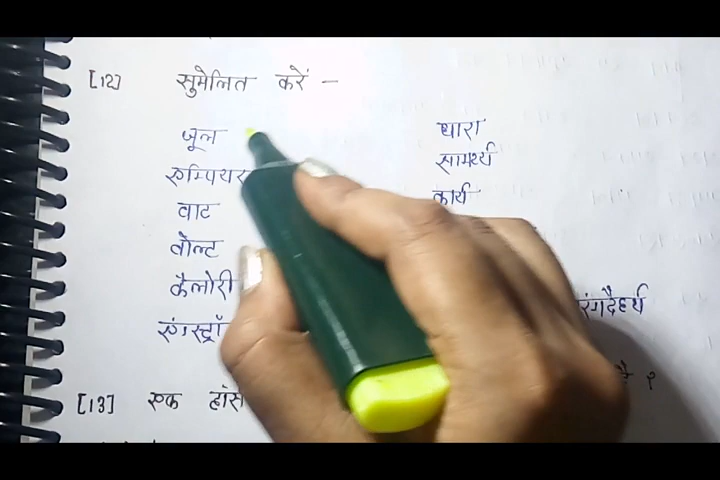 [12] सुमेलित करें -
जूल धारा
एम्पियर सामर्थ्य
वाट कार्य
वोल्ट
कैलोरी
तरंगदैर्ध्य
[13] एक हॉर्स है ?